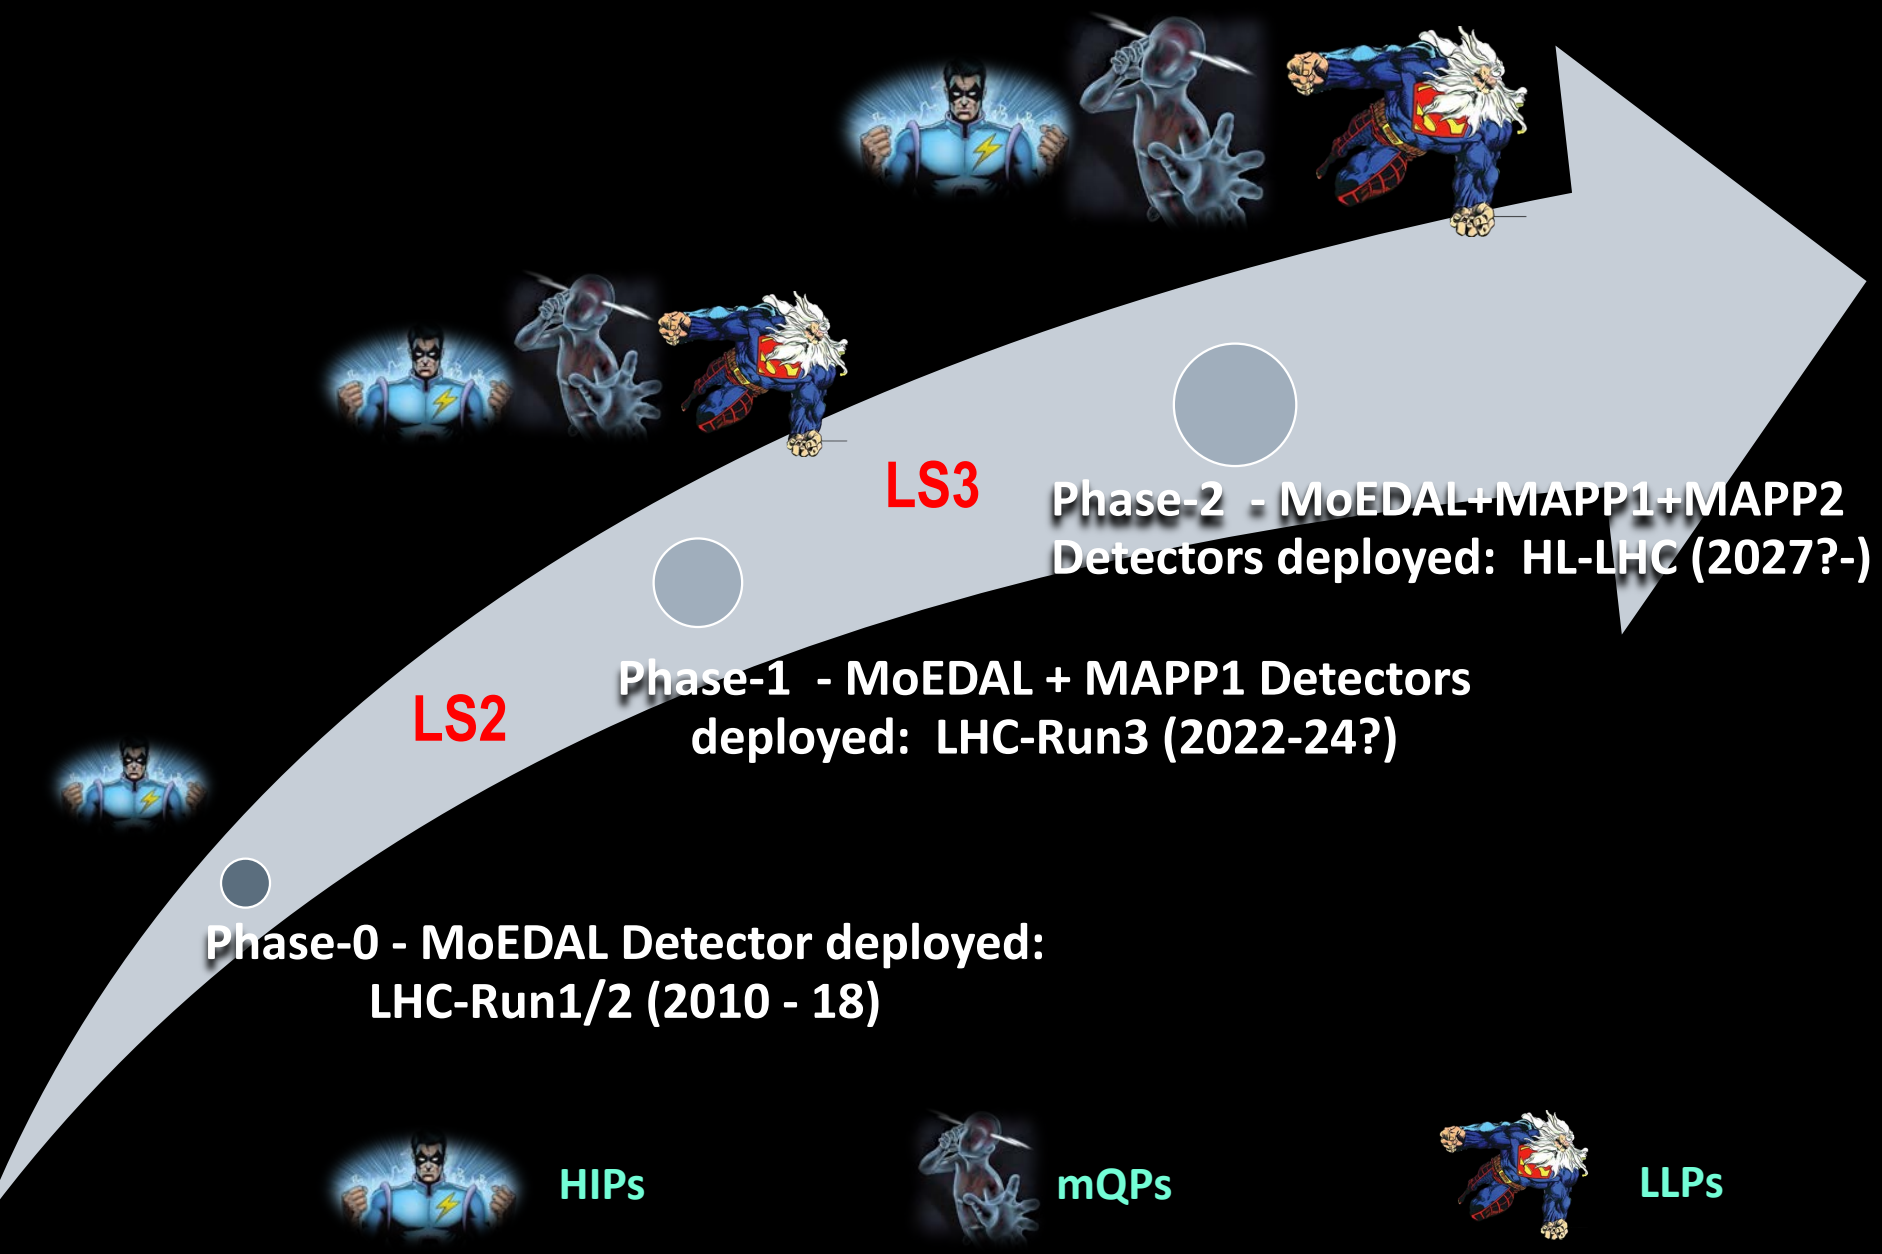 LS3
Phase-2 - MoEDAL+MAPP1+MAPP2
Detectors deployed: HL-LHC (2027?-)
LS2
Phase-1 - MoEDAL + MAPP1 Detectors
deployed: LHC-Run3 (2022-24?)
Phase-0 - MoEDAL Detector deployed:
LHC-Run1/2 (2010 - 18)
HIPs
mQPs
LLPs